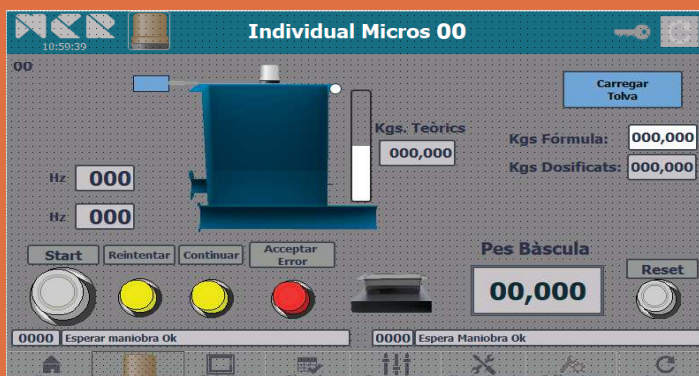 MCR
10:59:39
Individual Micros 00
00
Carregar
Tolva
Kgs. Teòrics
000,000
Kgs Fórmula: 000,000
Kgs Dosificats: 000,000
Hz 000
Hz 000
Start
Reintentar
Continuar
Acceptar
Error
Pes Bàscula
00,000
Reset
0000 Esperar maniobra Ok
0000 Espera Maniobra Ok